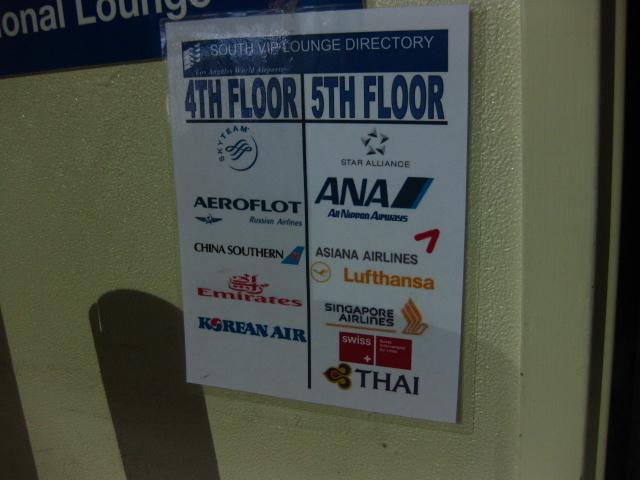 onal Lounge
SOUTH VIP LOUNGE DIRECTORY
Los Angeles World Airports
4TH FLOOR
SKYTEAM
AEROFLOT
Russian Airlines
CHINA SOUTHERN
Emirates
KOREAN AIR
5TH FLOOR
STAR ALLIANCE
ANA
All Nippon Airways
ASIANA AIRLINES
Lufthansa
SINGAPORE
AIRLINES
swiss
THAI